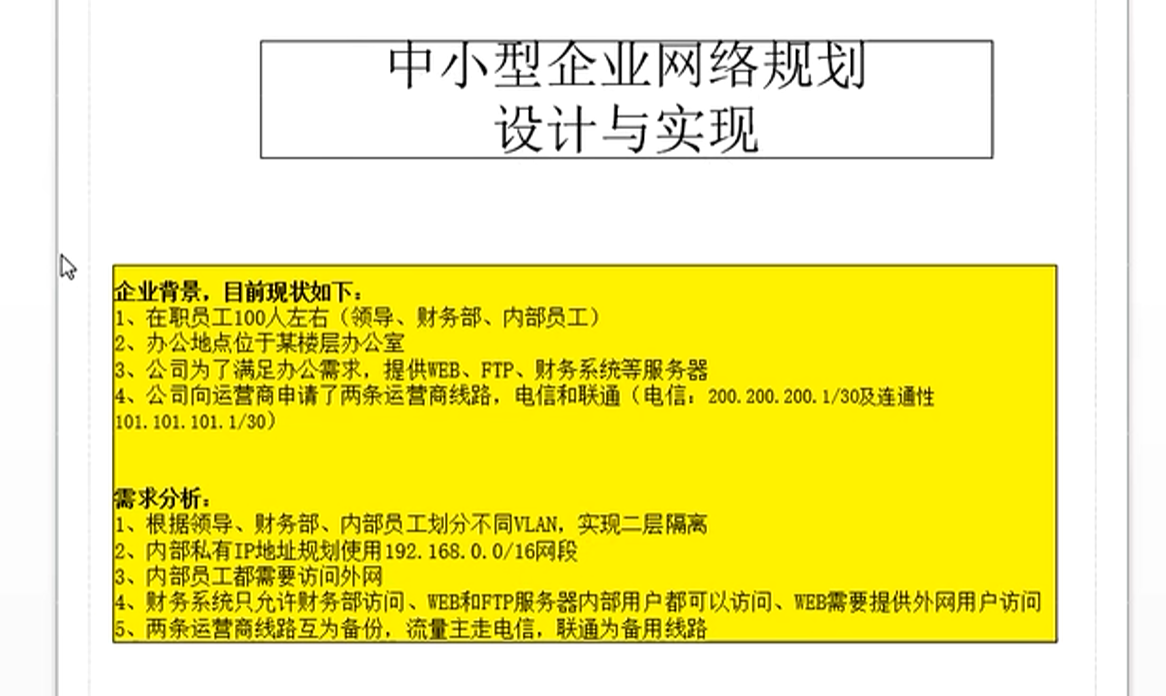 中小型企业网络规划
设计与实现
企业背景，目前现状如下：
1、在职员工100人左右（领导、财务部、内部员工）
2、办公地点位于某楼层办公室
3、公司为了满足办公需求，提供WEB、FTP、财务系统等服务器
4、公司向运营商申请了两条运营商线路，电信和联通（电信：200.200.200.1/30及连通性
101.101.101.1/30）
需求分析：
1、根据领导、财务部、内部员工划分不同VLAN，实现二层隔离
2、内部私有IP地址规划使用192.168.0.0/16网段
3、内部员工都需要访问外网
4、财务系统只允许财务部访问、WEB和FTP服务器内部用户都可以访问、WEB需要提供外网用户访问
5、两条运营商线路互为备份，流量主走电信，联通为备用线路